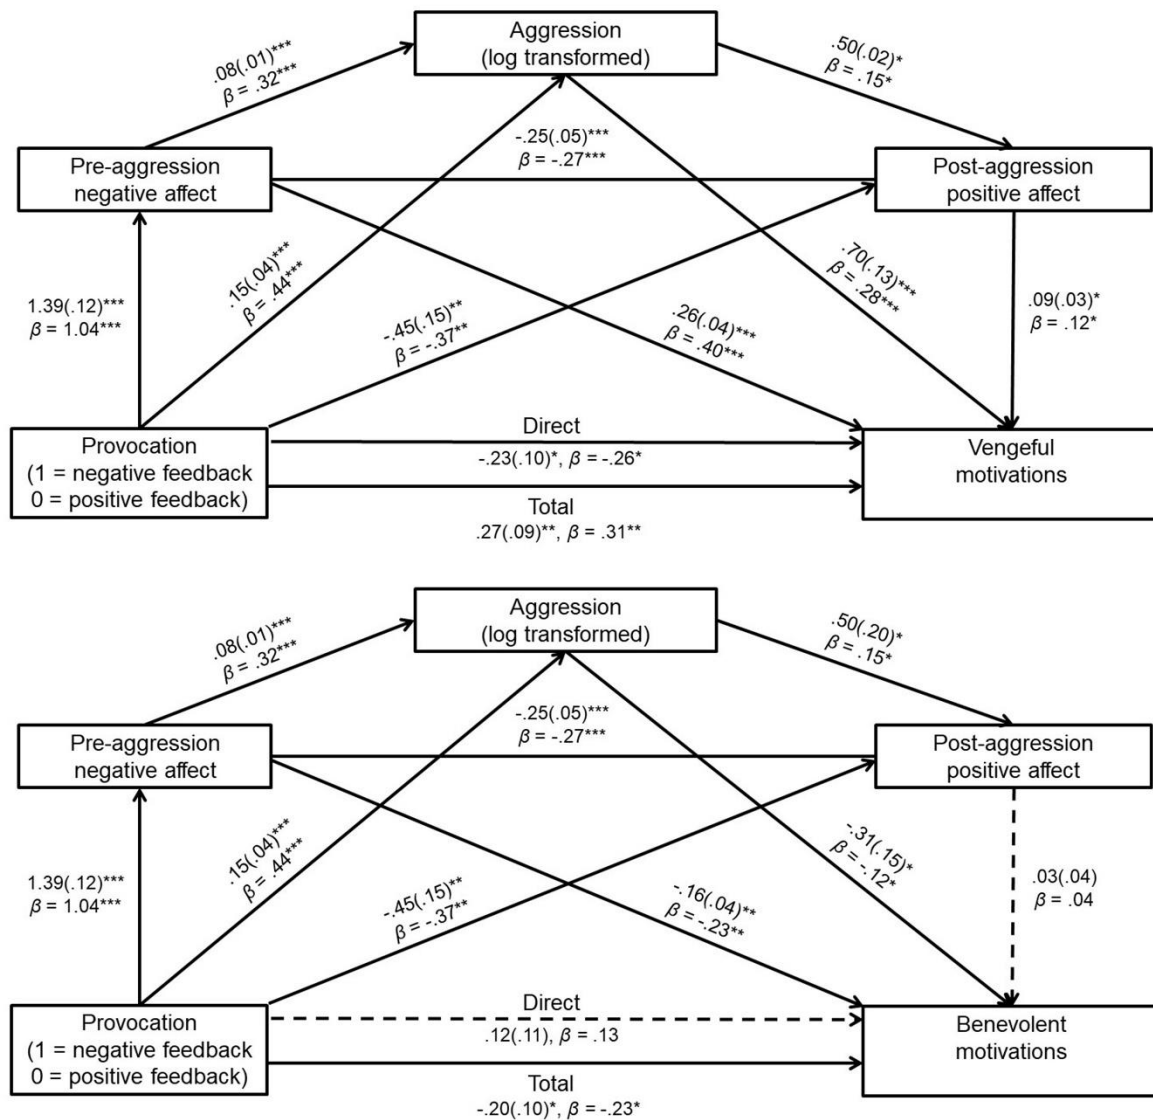 Aggression
(log transformed)
.08(.01)***
β = .32***
.50(.02)*
β = .15*
-.25(.05)***
β = -.27***
Pre-aggression
negative affect
Post-aggression
positive affect
1.39(.12)***
β = 1.04***
.15(.04)***
β = .44***
-.45(.15)**
β = -.37**
.26(.04)***
β = .40***
.70(.13)***
β = .28***
.09(.03)*
β = .12*
Provocation
(1 = negative feedback
0 = positive feedback)
Direct
-.23(.10)*, β = -.26*
Total
.27(.09)**, β = .31**
Vengeful
motivations
Aggression
(log transformed)
.08(.01)***
β = .32***
.50(.20)*
β = .15*
-.25(.05)***
β = -.27***
Pre-aggression
negative affect
Post-aggression
positive affect
1.39(.12)***
β = 1.04***
.15(.04)***
β = .44***
-.45(.15)**
β = -.37**
-.16(.04)**
β = -.23**
-.31(.15)*
β = -.12*
.03(.04)
β = .04
Provocation
(1 = negative feedback
0 = positive feedback)
Direct
.12(.11), β = .13
Total
-.20(.10)*, β = -.23*
Benevolent
motivations